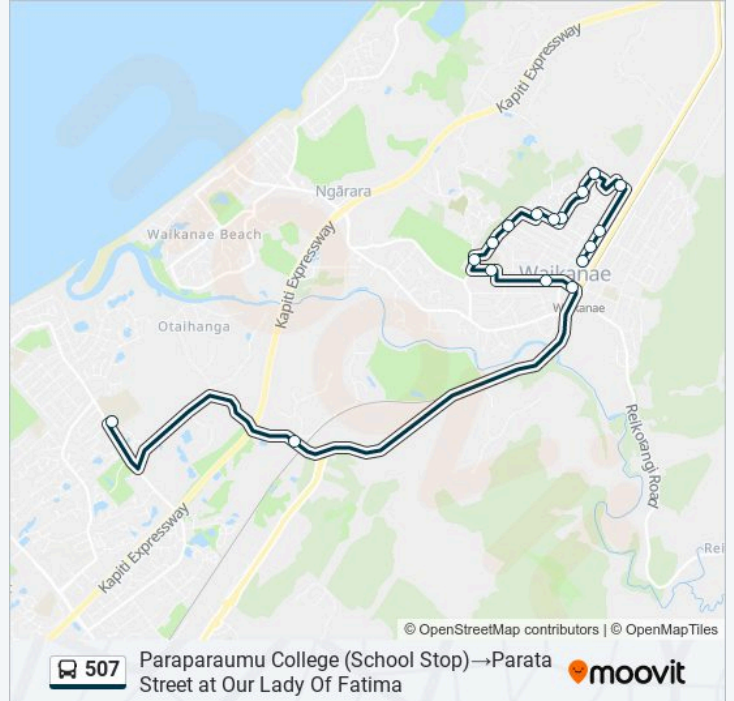 Kapiti Expressway
Ngārara
Waikanae Beach
Kapiti Expressway
Waikanae
Otaihanga
Reikorangi Road
Kapiti Expressway
Rei
© OpenStreetMap contributors | © OpenMapTiles
507
Paraparaumu College (School Stop)→Parata
Street at Our Lady Of Fatima
moovit